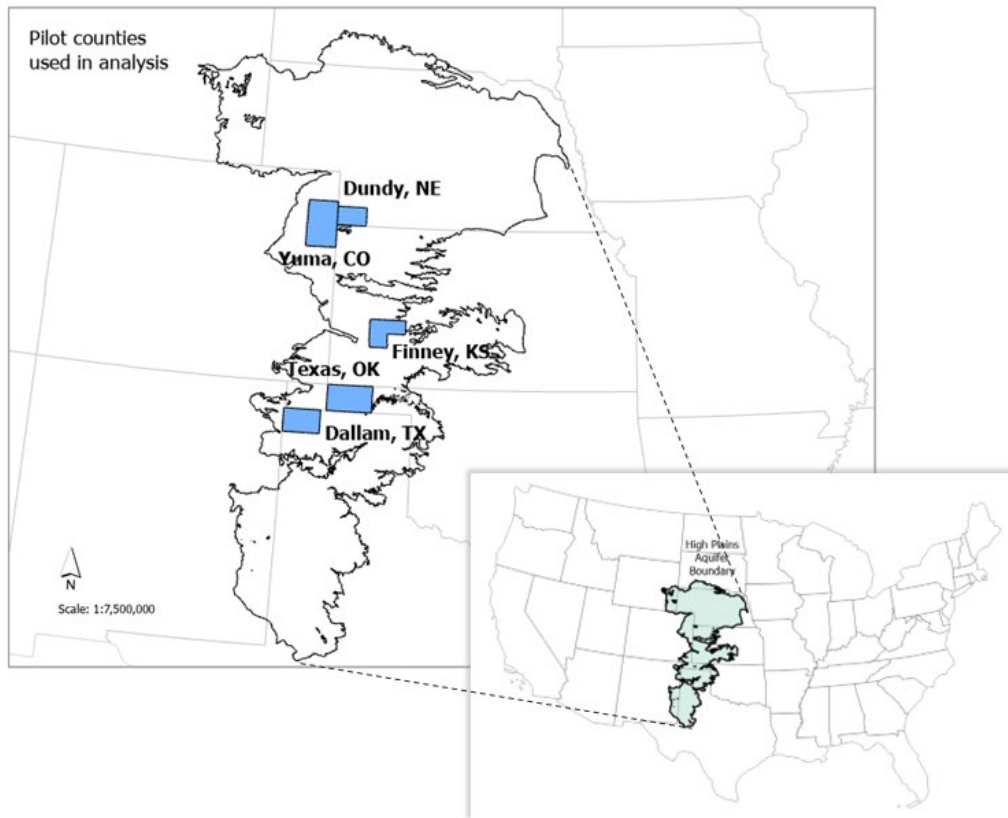 Pilot counties
used in analysis
Dundy, NE
Yuma, CO
Finney, KS
Texas, OK
Dallam, TX
N
Scale: 1:7,500,000
High Plains
Aquifer
Boundary